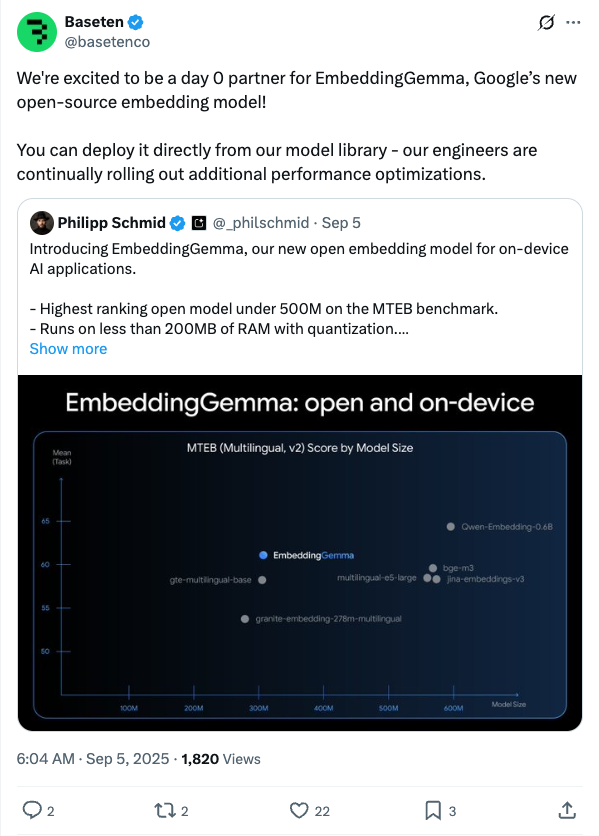 Baseten
@basetenco
We're excited to be a day 0 partner for EmbeddingGemma, Google’s new
open-source embedding model!
You can deploy it directly from our model library - our engineers are
continually rolling out additional performance optimizations.
Philipp Schmid @_philschmid · Sep 5
Introducing EmbeddingGemma, our new open embedding model for on-device
AI applications.
- Highest ranking open model under 500M on the MTEB benchmark.
- Runs on less than 200MB of RAM with quantization....
Show more
EmbeddingGemma: open and on-device
MTEB (Multilingual, v2) Score by Model Size
Mean
(Task)
65
Qwen-Embedding-0.6B
60
EmbeddingGemma
bge-m3
gte-multilingual-base
multilingual-e5-large
jina-embeddings-v3
55
granite-embedding-278m-multilingual
50
Model Size
100M 200M 300M 400M 500M 600M
6:04 AM · Sep 5, 2025 · 1,820 Views
2 2 22 3